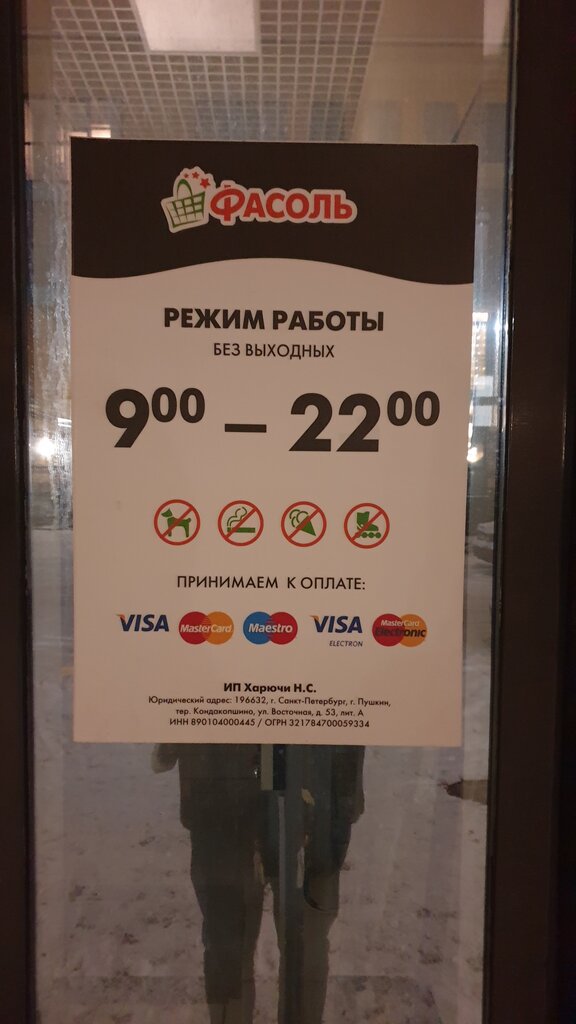 ФАСОЛЬ
РЕЖИМ РАБОТЫ
БЕЗ ВЫХОДНЫХ
900 – 2200
ПРИНИМАЕМ К ОПЛАТЕ:
VISA MasterCard Maestro VISA ELECTRON MasterCard Electronic
ИП Харючи Н.С.
Юридический адрес: 196632, г. Санкт-Петербург, г. Пушкин,
тер. Кондакопшино, ул. Восточная, д. 53, лит. А
ИНН 890104000445 / ОГРН 321784700059334